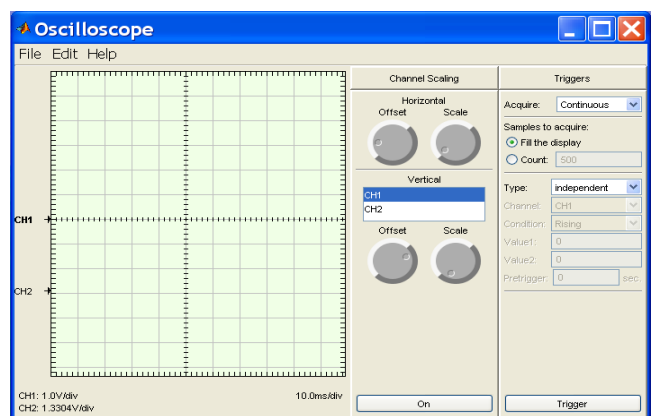 Oscilloscope
File Edit Help
Channel Scaling
Triggers
Horizontal
Offset Scale
Acquire: Continuous
Samples to acquire:
Fill the display
Count: 500
Vertical
CH1
CH2
Type: independent
Channel: CH1
CH1
Offset Scale
Condition: Rising
Value1: 0
Value2: 0
Pretrigger: 0 sec.
CH2
CH1: 1.0V/div
10.0ms/div
CH2: 1.3304V/div
On
Trigger